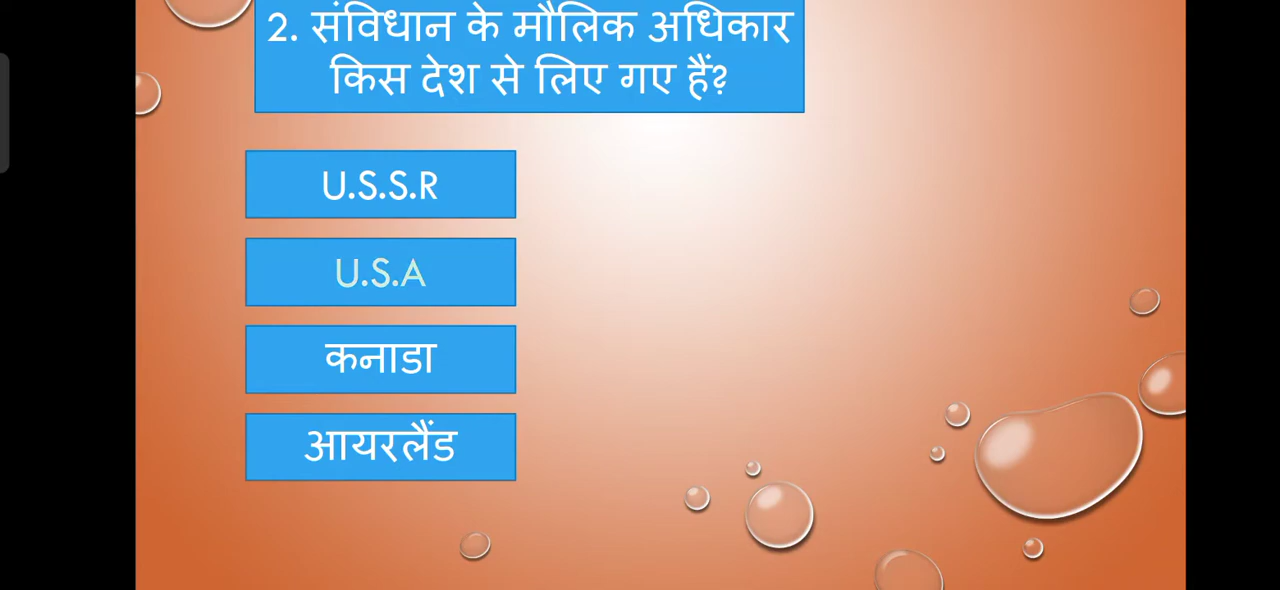 2. संविधान के मौलिक अधिकार
किस देश से लिए गए हैं?
U.S.S.R
U.S.A
कनाडा
आयरलैंड